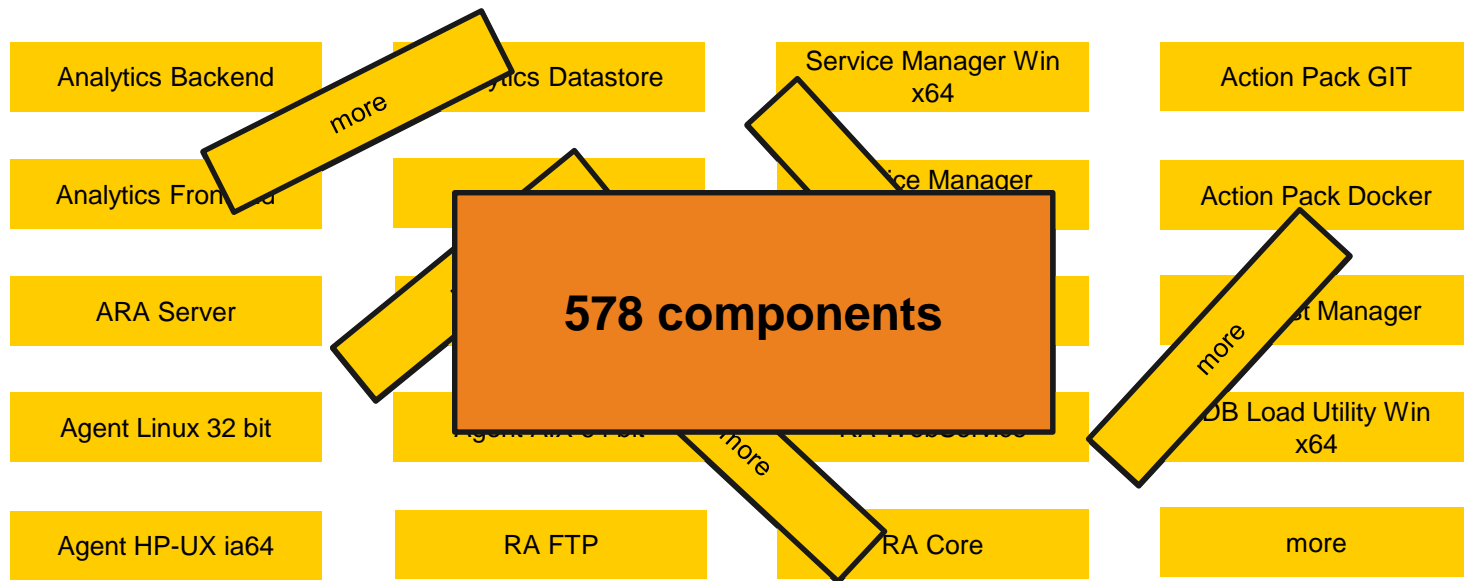 Analytics Backend
ytics Datastore
Service Manager Win
x64
Action Pack GIT
more
Analytics Fron
ice Manager
Action Pack Docker
ARA Server
578 components
t Manager
more
Agent Linux 32 bit
RA WebService
DB Load Utility Win
x64
more
Agent HP-UX ia64
RA FTP
RA Core
more